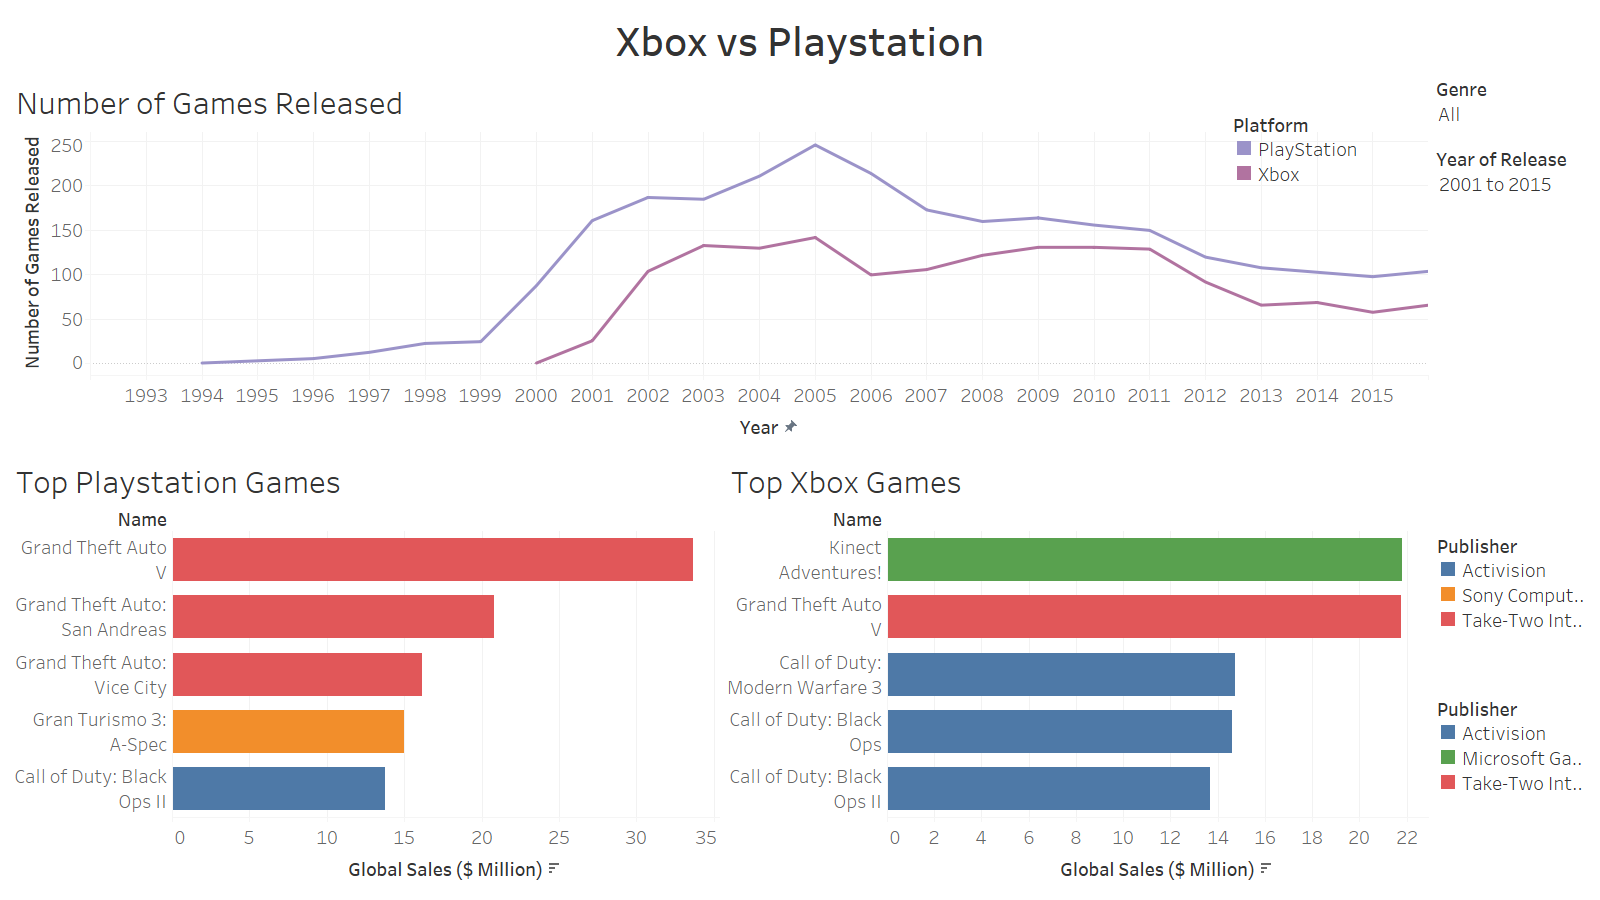 Xbox vs Playstation
Number of Games Released
Genre
All
Year of Release
2001 to 2015
Platform
PlayStation
Xbox
Number of Games Released
250
200
150
100
50
0
1993 1994 1995 1996 1997 1998 1999 2000 2001 2002 2003 2004 2005 2006 2007 2008 2009 2010 2011 2012 2013 2014 2015
Year
Top Playstation Games
Name
Grand Theft Auto
V
Grand Theft Auto:
San Andreas
Grand Theft Auto:
Vice City
Gran Turismo 3:
A-Spec
Call of Duty: Black
Ops II
0 5 10 15 20 25 30 35
Global Sales ($ Million)
Top Xbox Games
Name
Kinect
Adventures!
Grand Theft Auto
V
Call of Duty:
Modern Warfare 3
Call of Duty: Black
Ops
Call of Duty: Black
Ops II
0 2 4 6 8 10 12 14 16 18 20 22
Global Sales ($ Million)
Publisher
Activision
Sony Comput..
Take-Two Int..
Publisher
Activision
Microsoft Ga..
Take-Two Int..